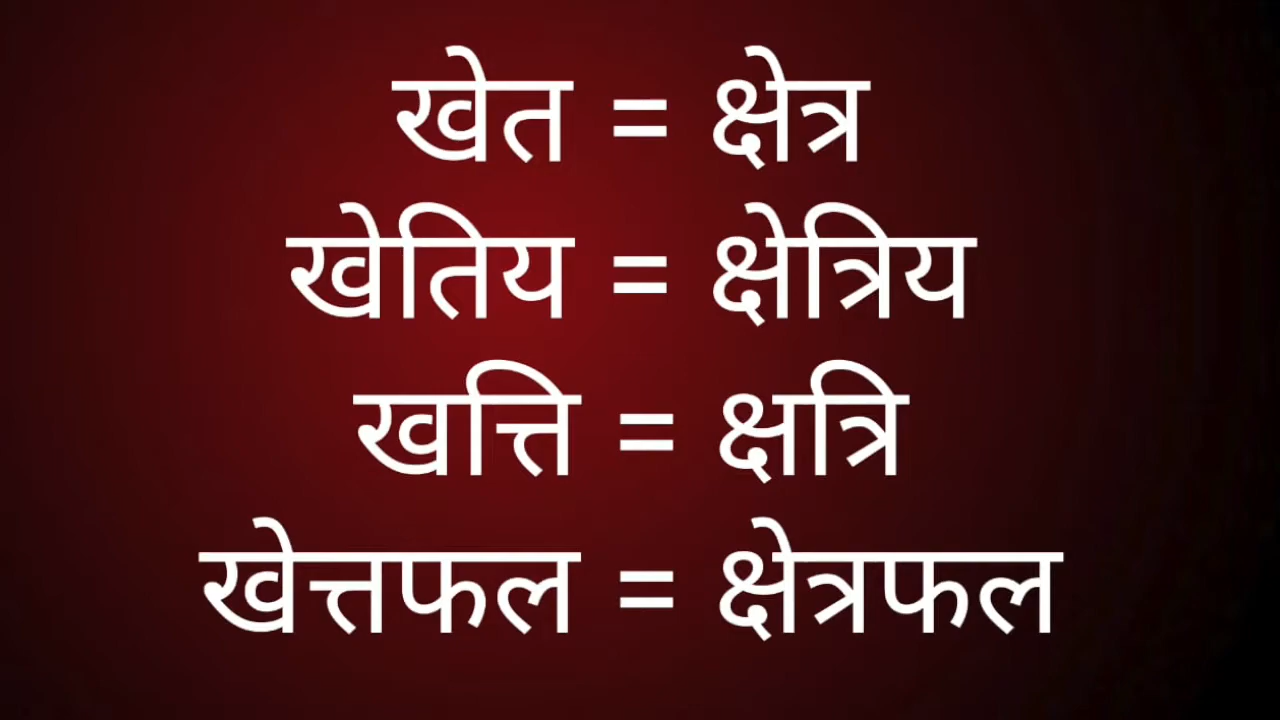 खेत = क्षेत्र
खेतिय = क्षेत्रिय
खत्ति = क्षत्रि
खेत्तफल = क्षेत्रफल